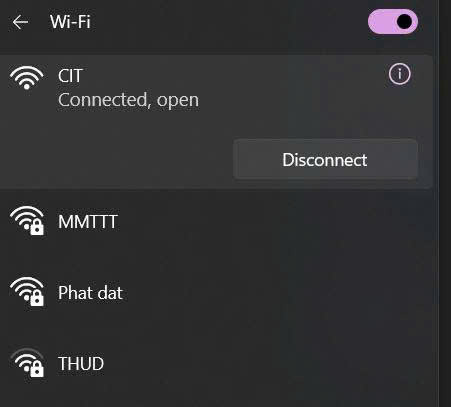 Wi-Fi
CIT
Connected, open
Disconnect
MMTTT
Phat dat
THUD